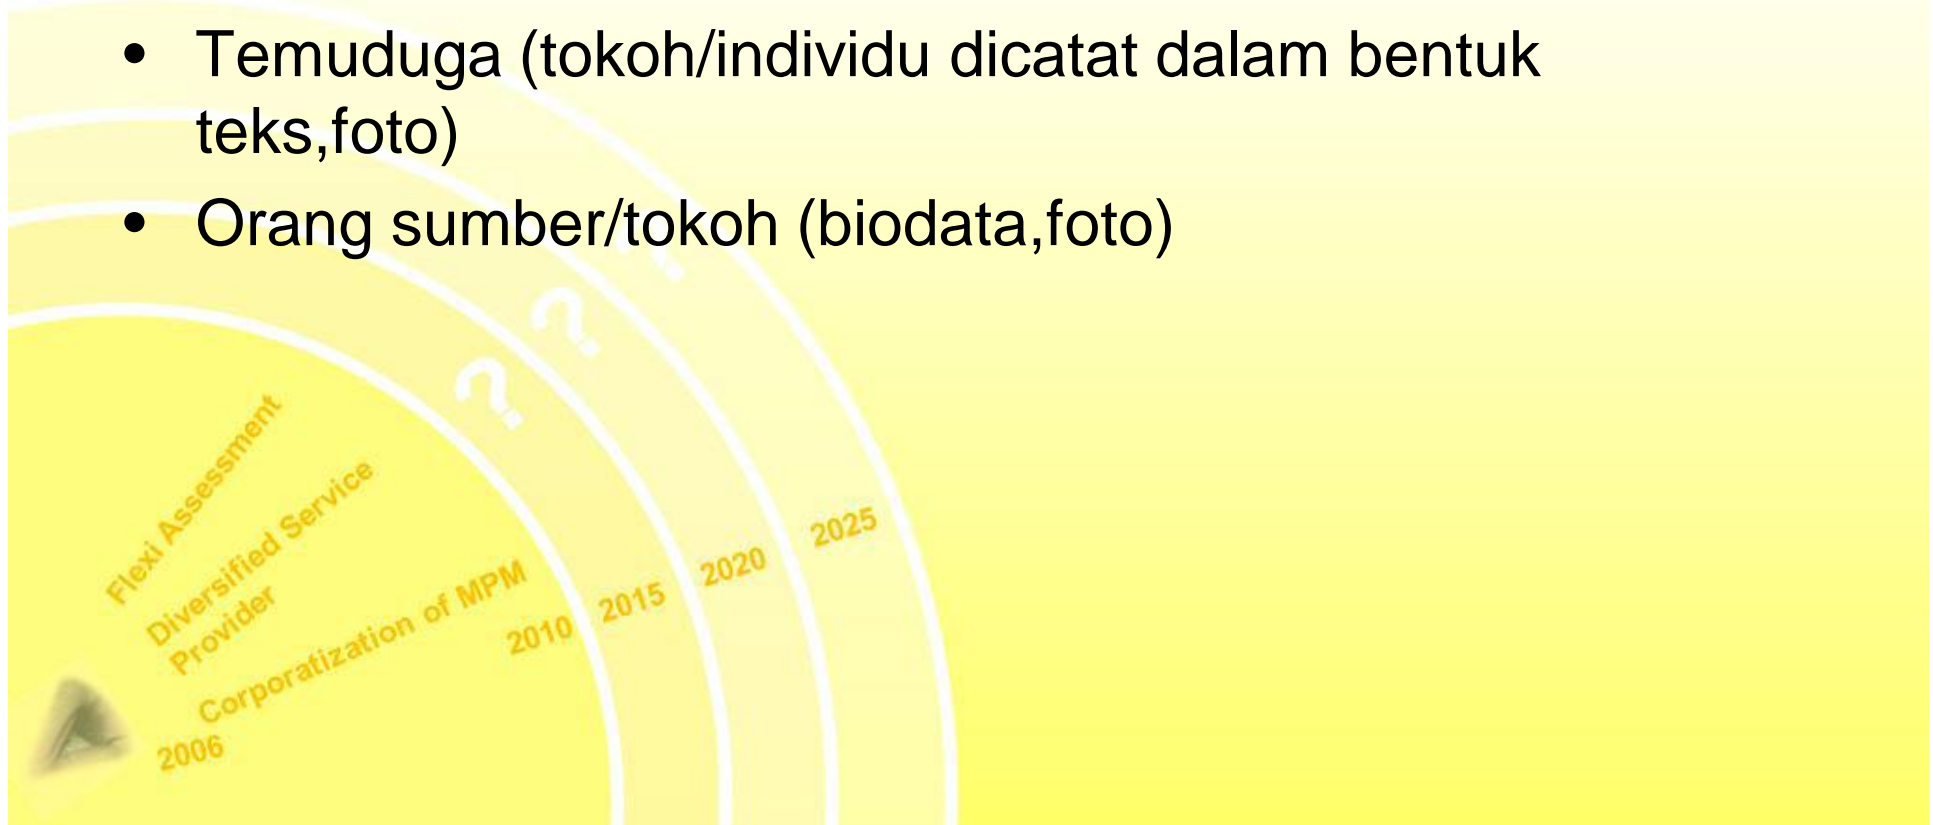 • Temuduga (tokoh/individu dicatat dalam bentuk
teks,foto)
• Orang sumber/tokoh (biodata,foto)
?
?
?
Flexi Assessment
Diversified Service
Provider
Corporatization of MPM
2006
2010
2015
2020
2025